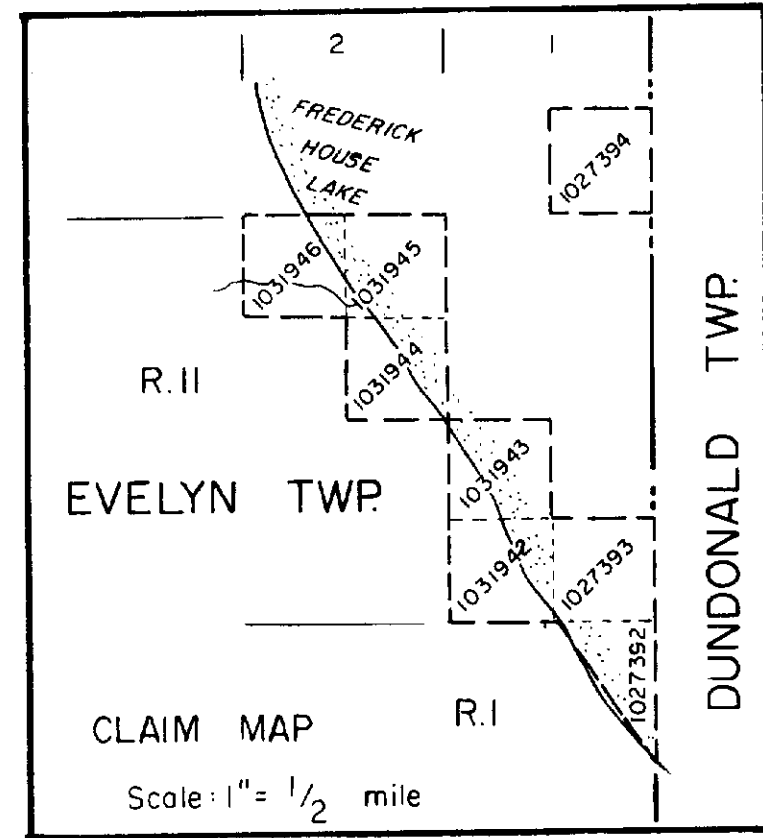 2 1
FREDERICK
HOUSE
LAKE
1027394
1031946
1031945
1031944
R.II
1031943
EVELYN TWP.
1031942
1027393
1027392
DUNDONALD TWP.
R.I
CLAIM MAP
Scale: 1" = 1/2 mile